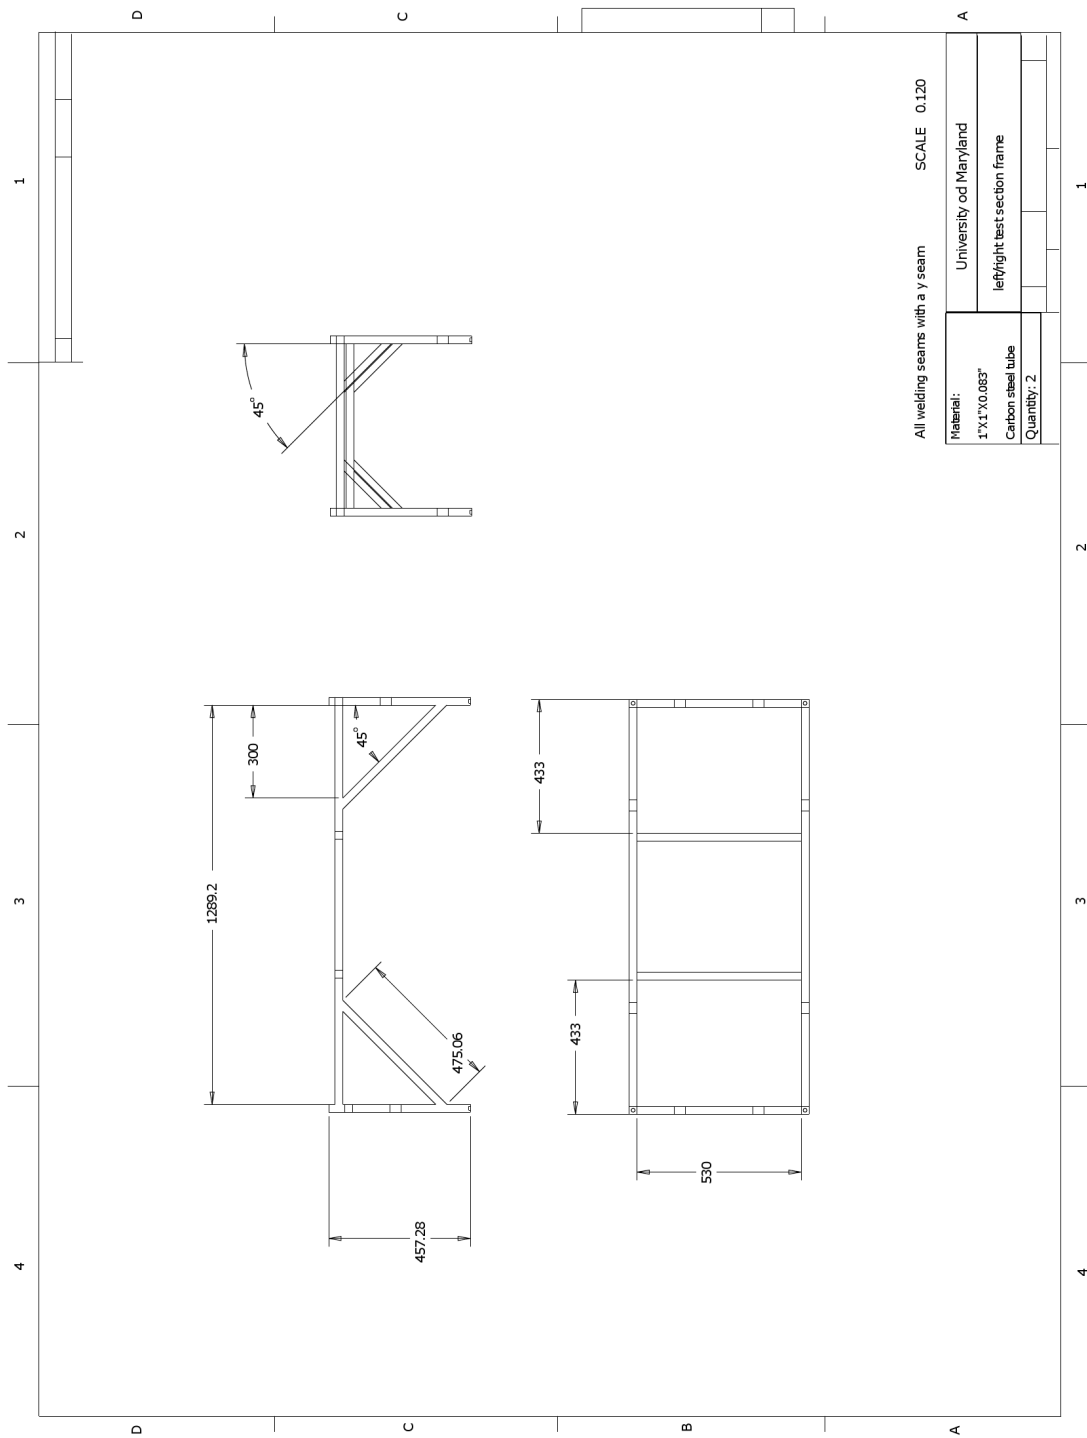 D
C
A
1
1
45°
SCALE 0.120
All welding seams with a y seam
University od Maryland
left/right test section frame
Material:
1"X1"X0.083"
Carbon steel tube
Quantity: 2
2
2
1289.2
300
45°
475.06
457.28
433
433
530
3
3
4
4
D
C
B
A